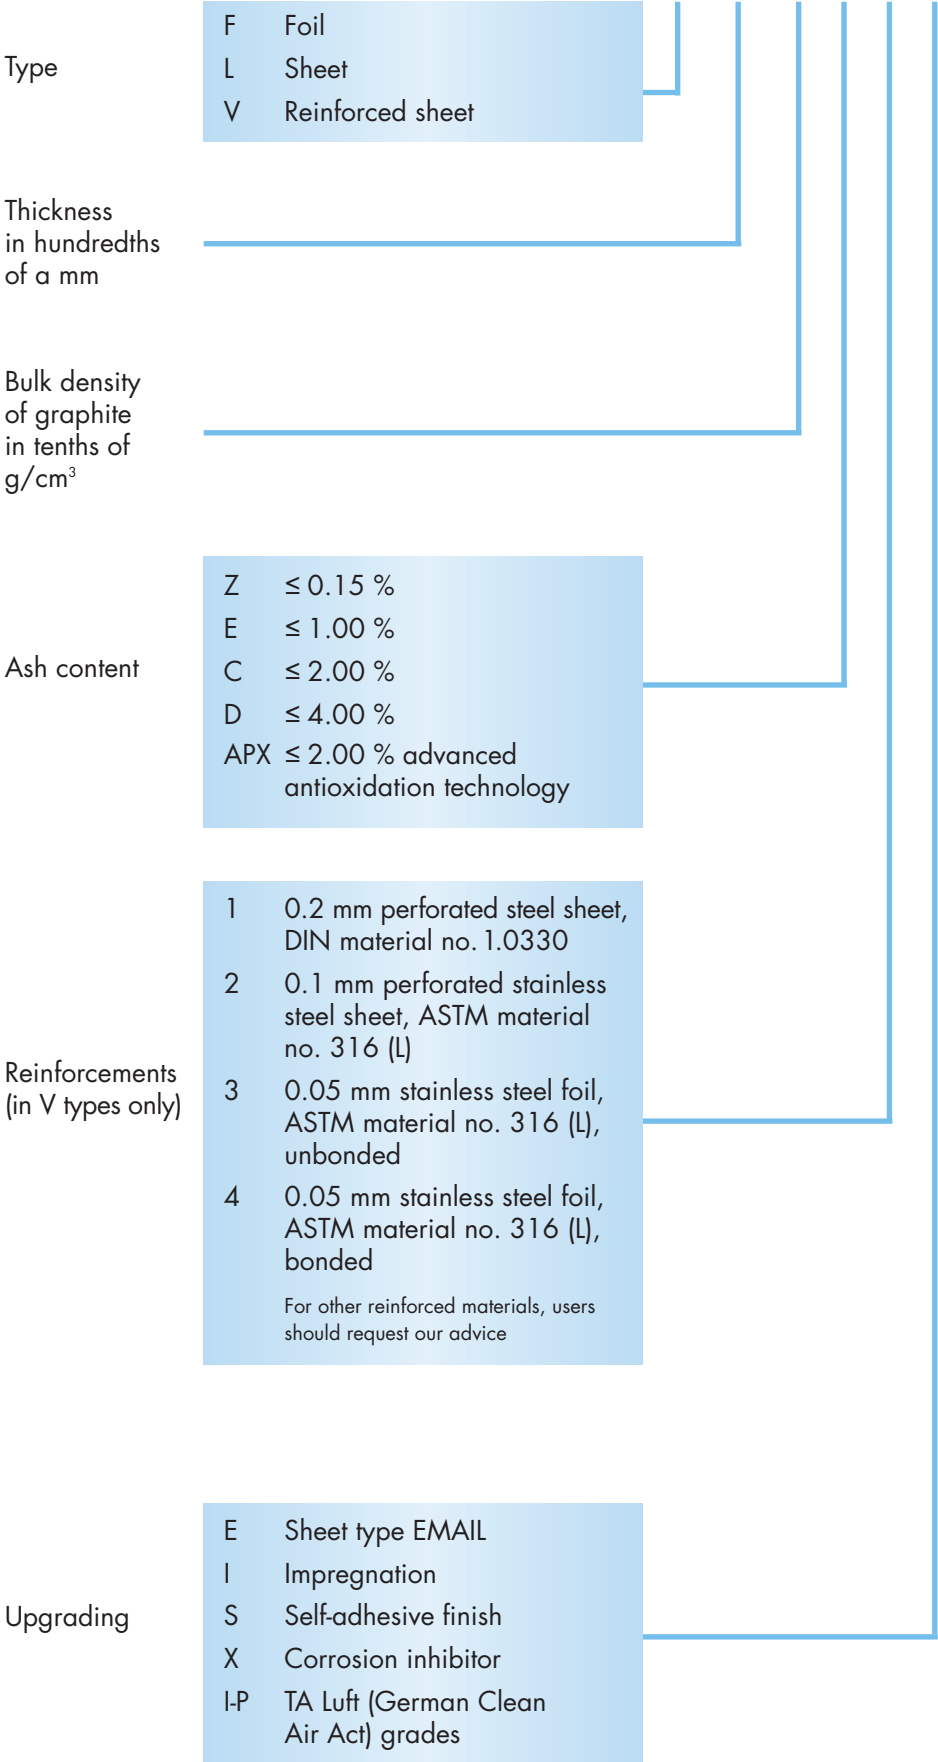 Type
F Foil
L Sheet
V Reinforced sheet
Thickness
in hundredths
of a mm
Bulk density
of graphite
in tenths of
g/cm³
Ash content
Z ≤ 0.15 %
E ≤ 1.00 %
C ≤ 2.00 %
D ≤ 4.00 %
APX ≤ 2.00 % advanced
antioxidation technology
Reinforcements
(in V types only)
1 0.2 mm perforated steel sheet,
DIN material no. 1.0330
2 0.1 mm perforated stainless
steel sheet, ASTM material
no. 316 (L)
3 0.05 mm stainless steel foil,
ASTM material no. 316 (L),
unbonded
4 0.05 mm stainless steel foil,
ASTM material no. 316 (L),
bonded
For other reinforced materials, users
should request our advice
Upgrading
E Sheet type EMAIL
I Impregnation
S Self-adhesive finish
X Corrosion inhibitor
I-P TA Luft (German Clean
Air Act) grades